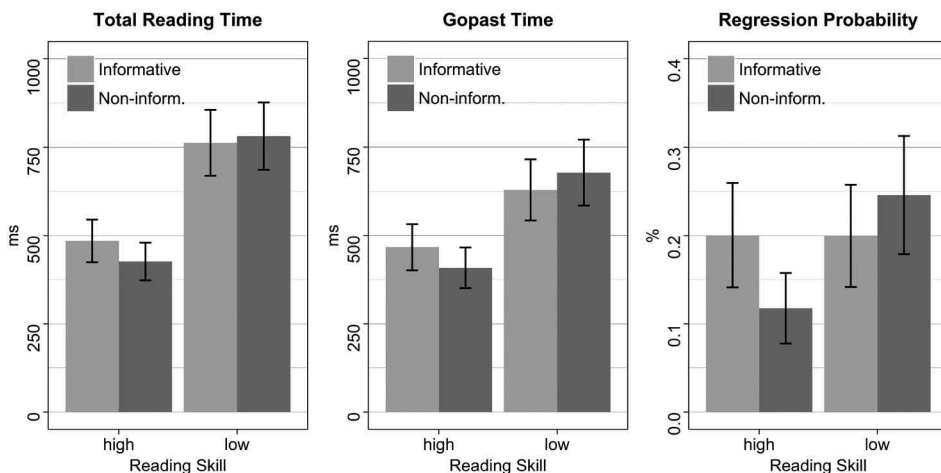 Total Reading Time
Informative
Non-inform.
1000
750
500
250
0
ms
high
low
Reading Skill
Gopast Time
Informative
Non-inform.
1000
750
500
250
0
ms
high
low
Reading Skill
Regression Probability
Informative
Non-inform.
0.4
0.3
0.2
0.1
0.0
%
high
low
Reading Skill